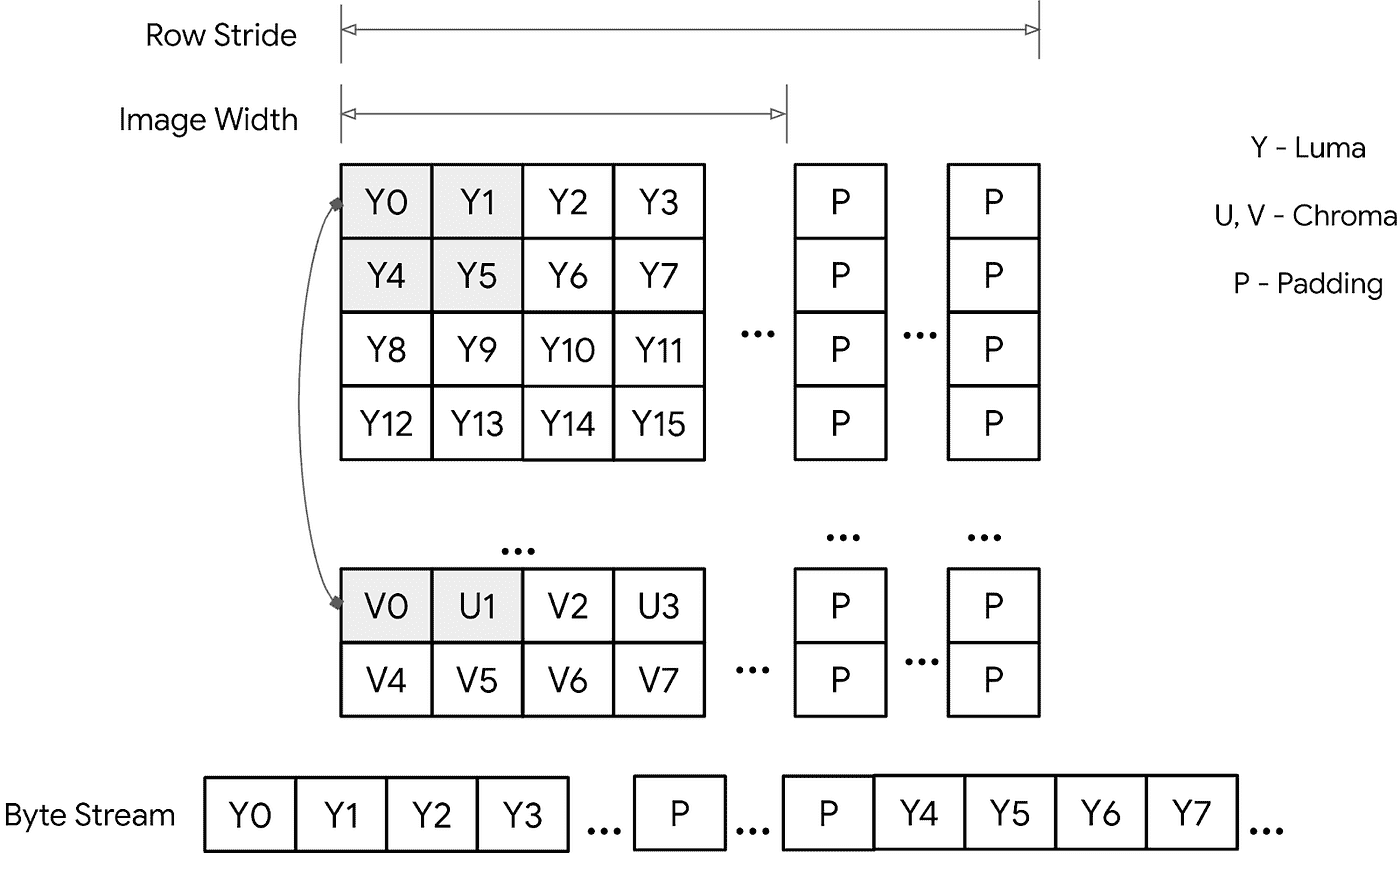 Row Stride
Image Width
Y - Luma
U, V - Chroma
P - Padding
Y0 Y1 Y2 Y3 P P
Y4 Y5 Y6 Y7 P P
... ...
Y8 Y9 Y10 Y11 P P
Y12 Y13 Y14 Y15 P P
... ... ...
V0 U1 V2 U3 P P
... ...
V4 V5 V6 V7 P P
Byte Stream Y0 Y1 Y2 Y3 ... P ... P Y4 Y5 Y6 Y7 ...